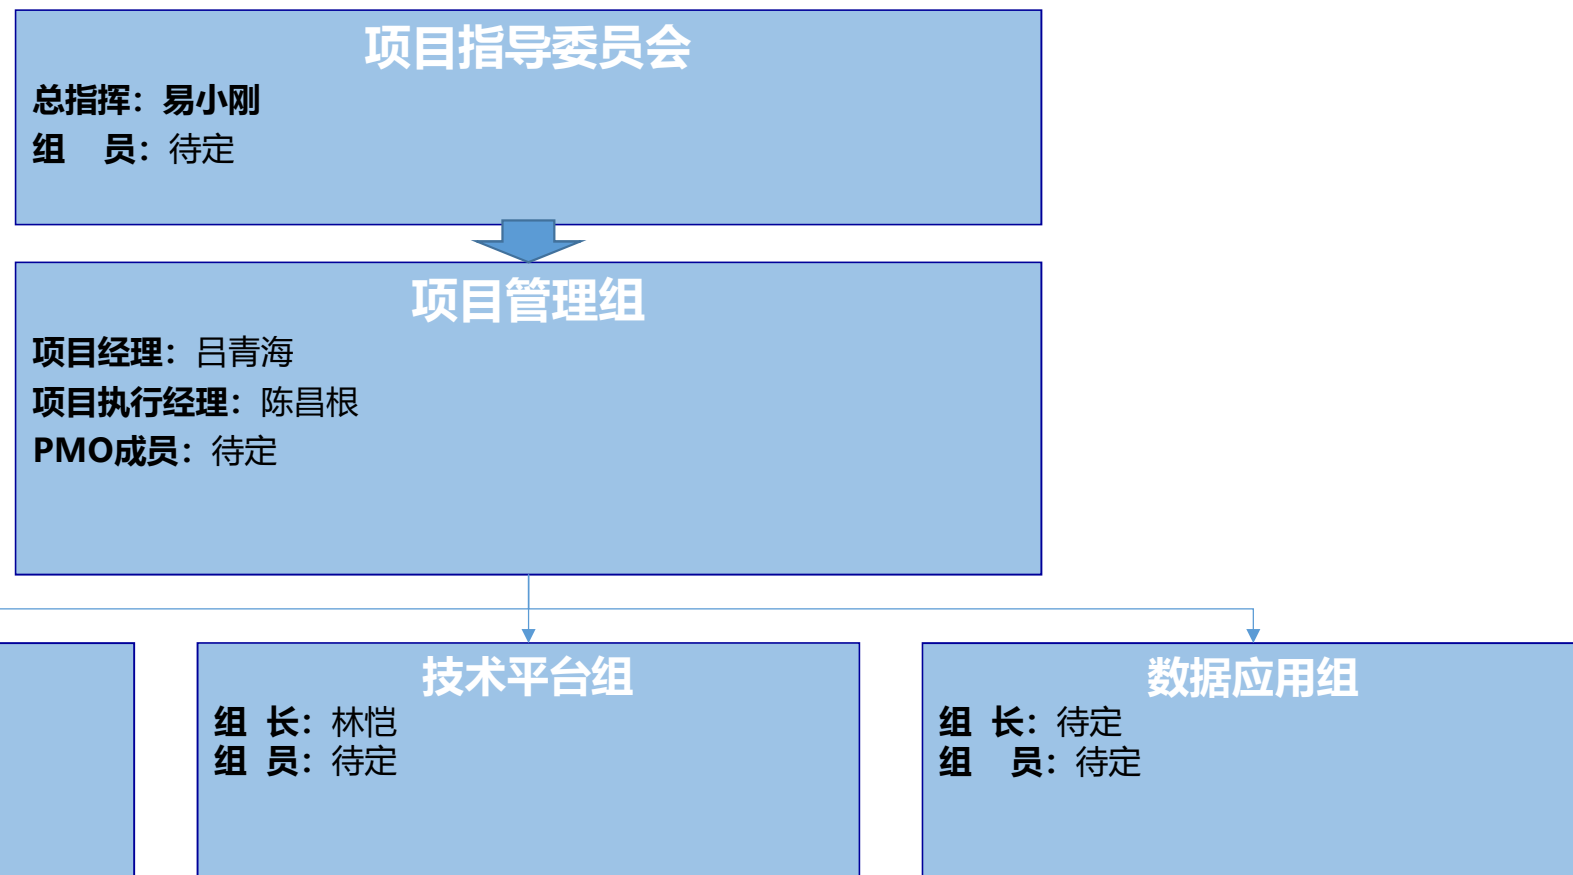 项目指导委员会
总指挥：易小刚
组　员：待定
项目管理组
项目经理：吕青海
项目执行经理：陈昌根
PMO成员：待定
技术平台组
组 长：林恺
组 员：待定
数据应用组
组 长：待定
组　员：待定